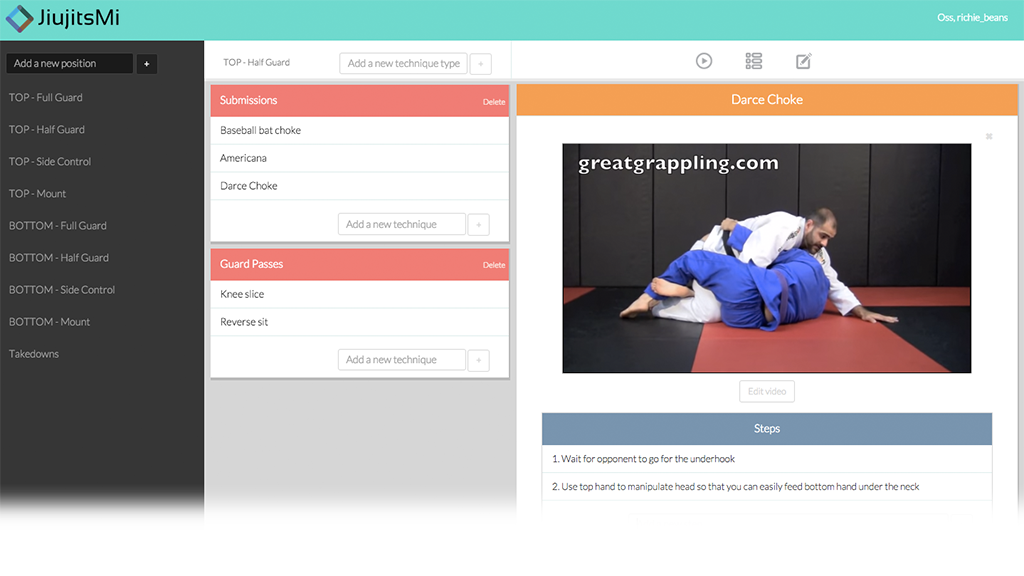 JiujitsMi
Oss, richie_beans
Add a new position
+
TOP - Full Guard
TOP - Half Guard
TOP - Side Control
TOP - Mount
BOTTOM - Full Guard
BOTTOM - Half Guard
BOTTOM - Side Control
BOTTOM - Mount
Takedowns
TOP - Half Guard
Add a new technique type
+
Submissions
Delete
Baseball bat choke
Americana
Darce Choke
Add a new technique
+
Guard Passes
Delete
Knee slice
Reverse sit
Add a new technique
+
Darce Choke
greatgrappling.com
Edit video
Steps
1. Wait for opponent to go for the underhook
2. Use top hand to manipulate head so that you can easily feed bottom hand under the neck